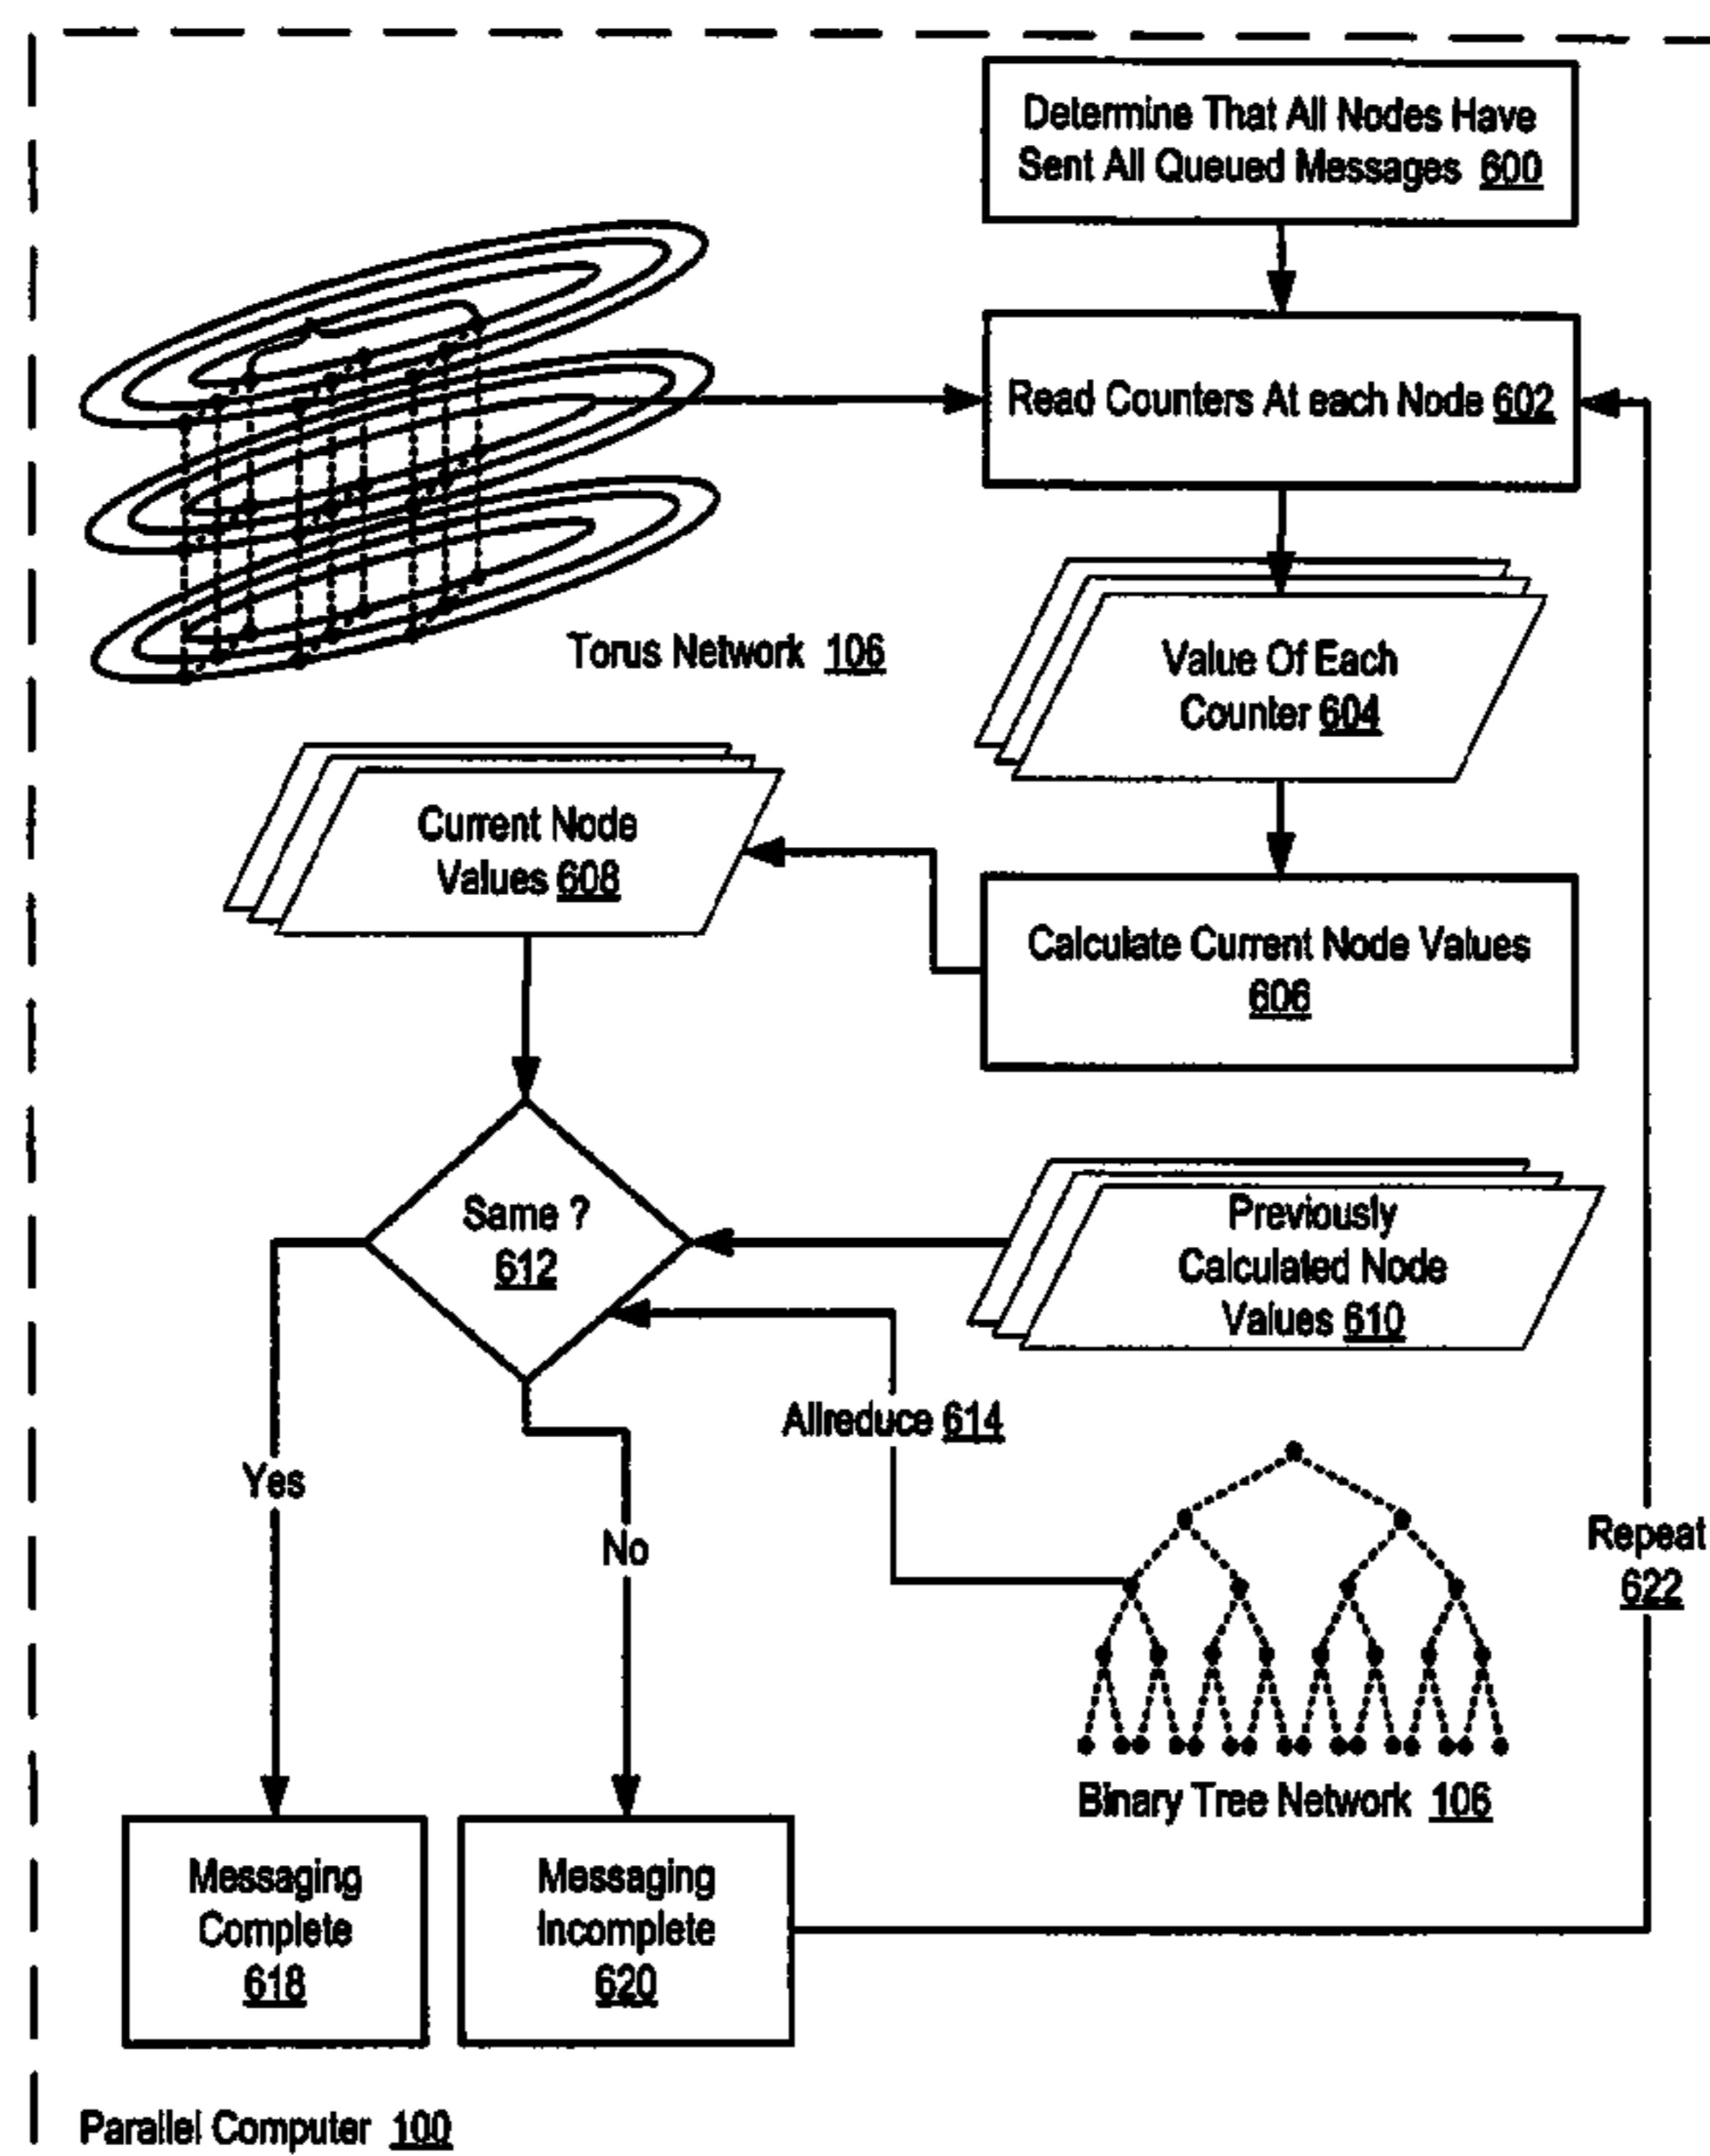 Determine That All Nodes Have
Sent All Queued Messages 600
Read Counters At each Node 602
Torus Network 106
Value Of Each
Counter 604
Current Node
Values 608
Calculate Current Node Values
606
Same ?
612
Previously
Calculated Node
Values 610
Allreduce 614
Yes
No
Repeat
622
Binary Tree Network 106
Messaging
Complete
618
Messaging
Incomplete
620
Parallel Computer 100